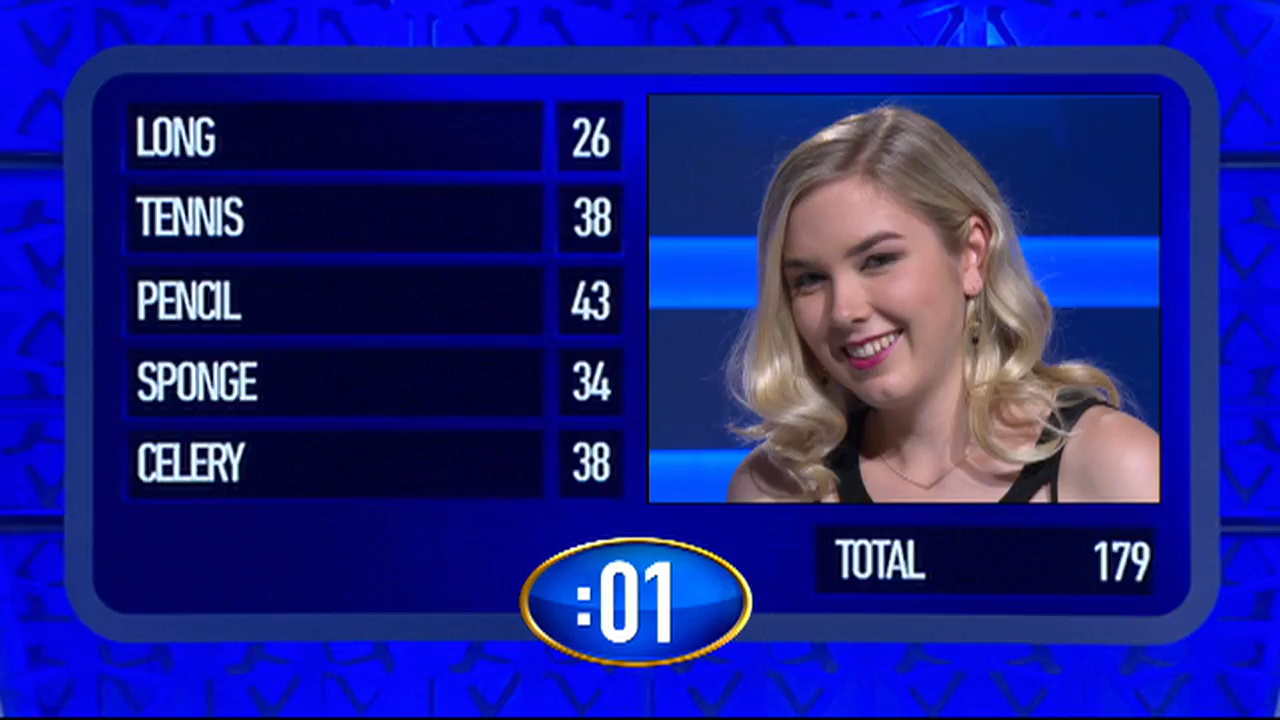 LONG 26
TENNIS 38
PENCIL 43
SPONGE 34
CELERY 38
TOTAL 179
:01